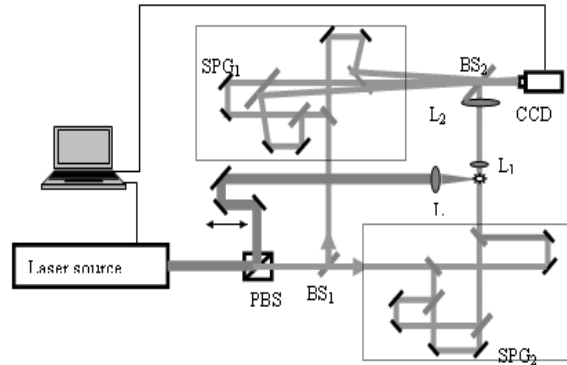 SPG1
BS2
L2
CCD
L1
L
Laser source
PBS
BS1
SPG2